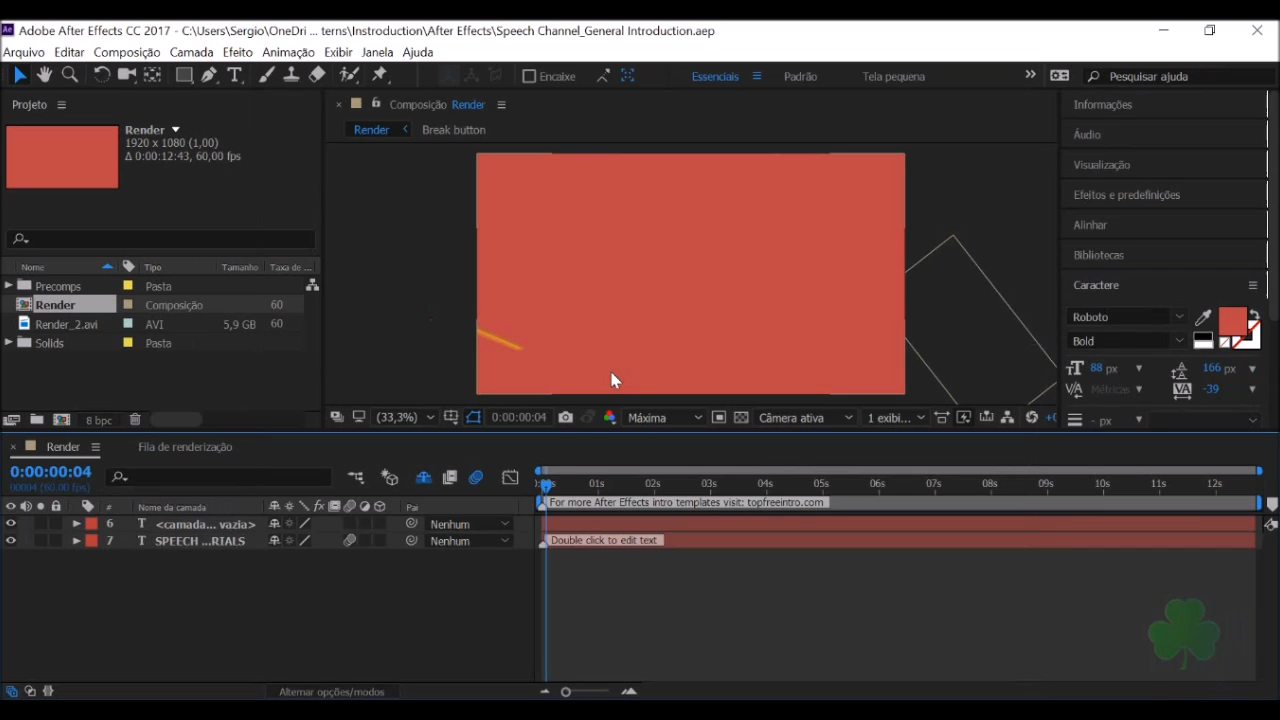 Adobe After Effects CC 2017 - C:\Users\Sergio\OneDri ... terns\Instroduction\After Effects\Speech Channel_General Introduction.aep
Arquivo Editar Composição Camada Efeito Animação Exibir Janela Ajuda
Encaixe Essenciais Padrão Tela pequena Pesquisar ajuda
Projeto
Render
1920 x 1080 (1,00)
Δ 0:00:12:43, 60,00 fps
Nome Tipo Tamanho Taxa de ...
Precomps Pasta
Render Composição 60
Render_2.avi AVI 5,9 GB 60
Solids Pasta
8 bpc
Composição Render
Render Break button
(33,3%) 0:00:00:04 Máxima Câmera ativa 1 exibi...
Informações
Áudio
Visualização
Efeitos e predefinições
Alinhar
Bibliotecas
Caractere
Roboto
Bold
88 px 166 px
Métricas -39
- px
Render Fila de renderização
0:00:00:04
00004 (60.00 fps)
# Nome da camada Pai
6 T <camada... vazia> Nenhum
7 T SPEECH ...RIALS Nenhum
01s 02s 03s 04s 05s 06s 07s 08s 09s 10s 11s 12s
For more After Effects intro templates visit: topfreeintro.com
Double click to edit text
Alternar opções/modos